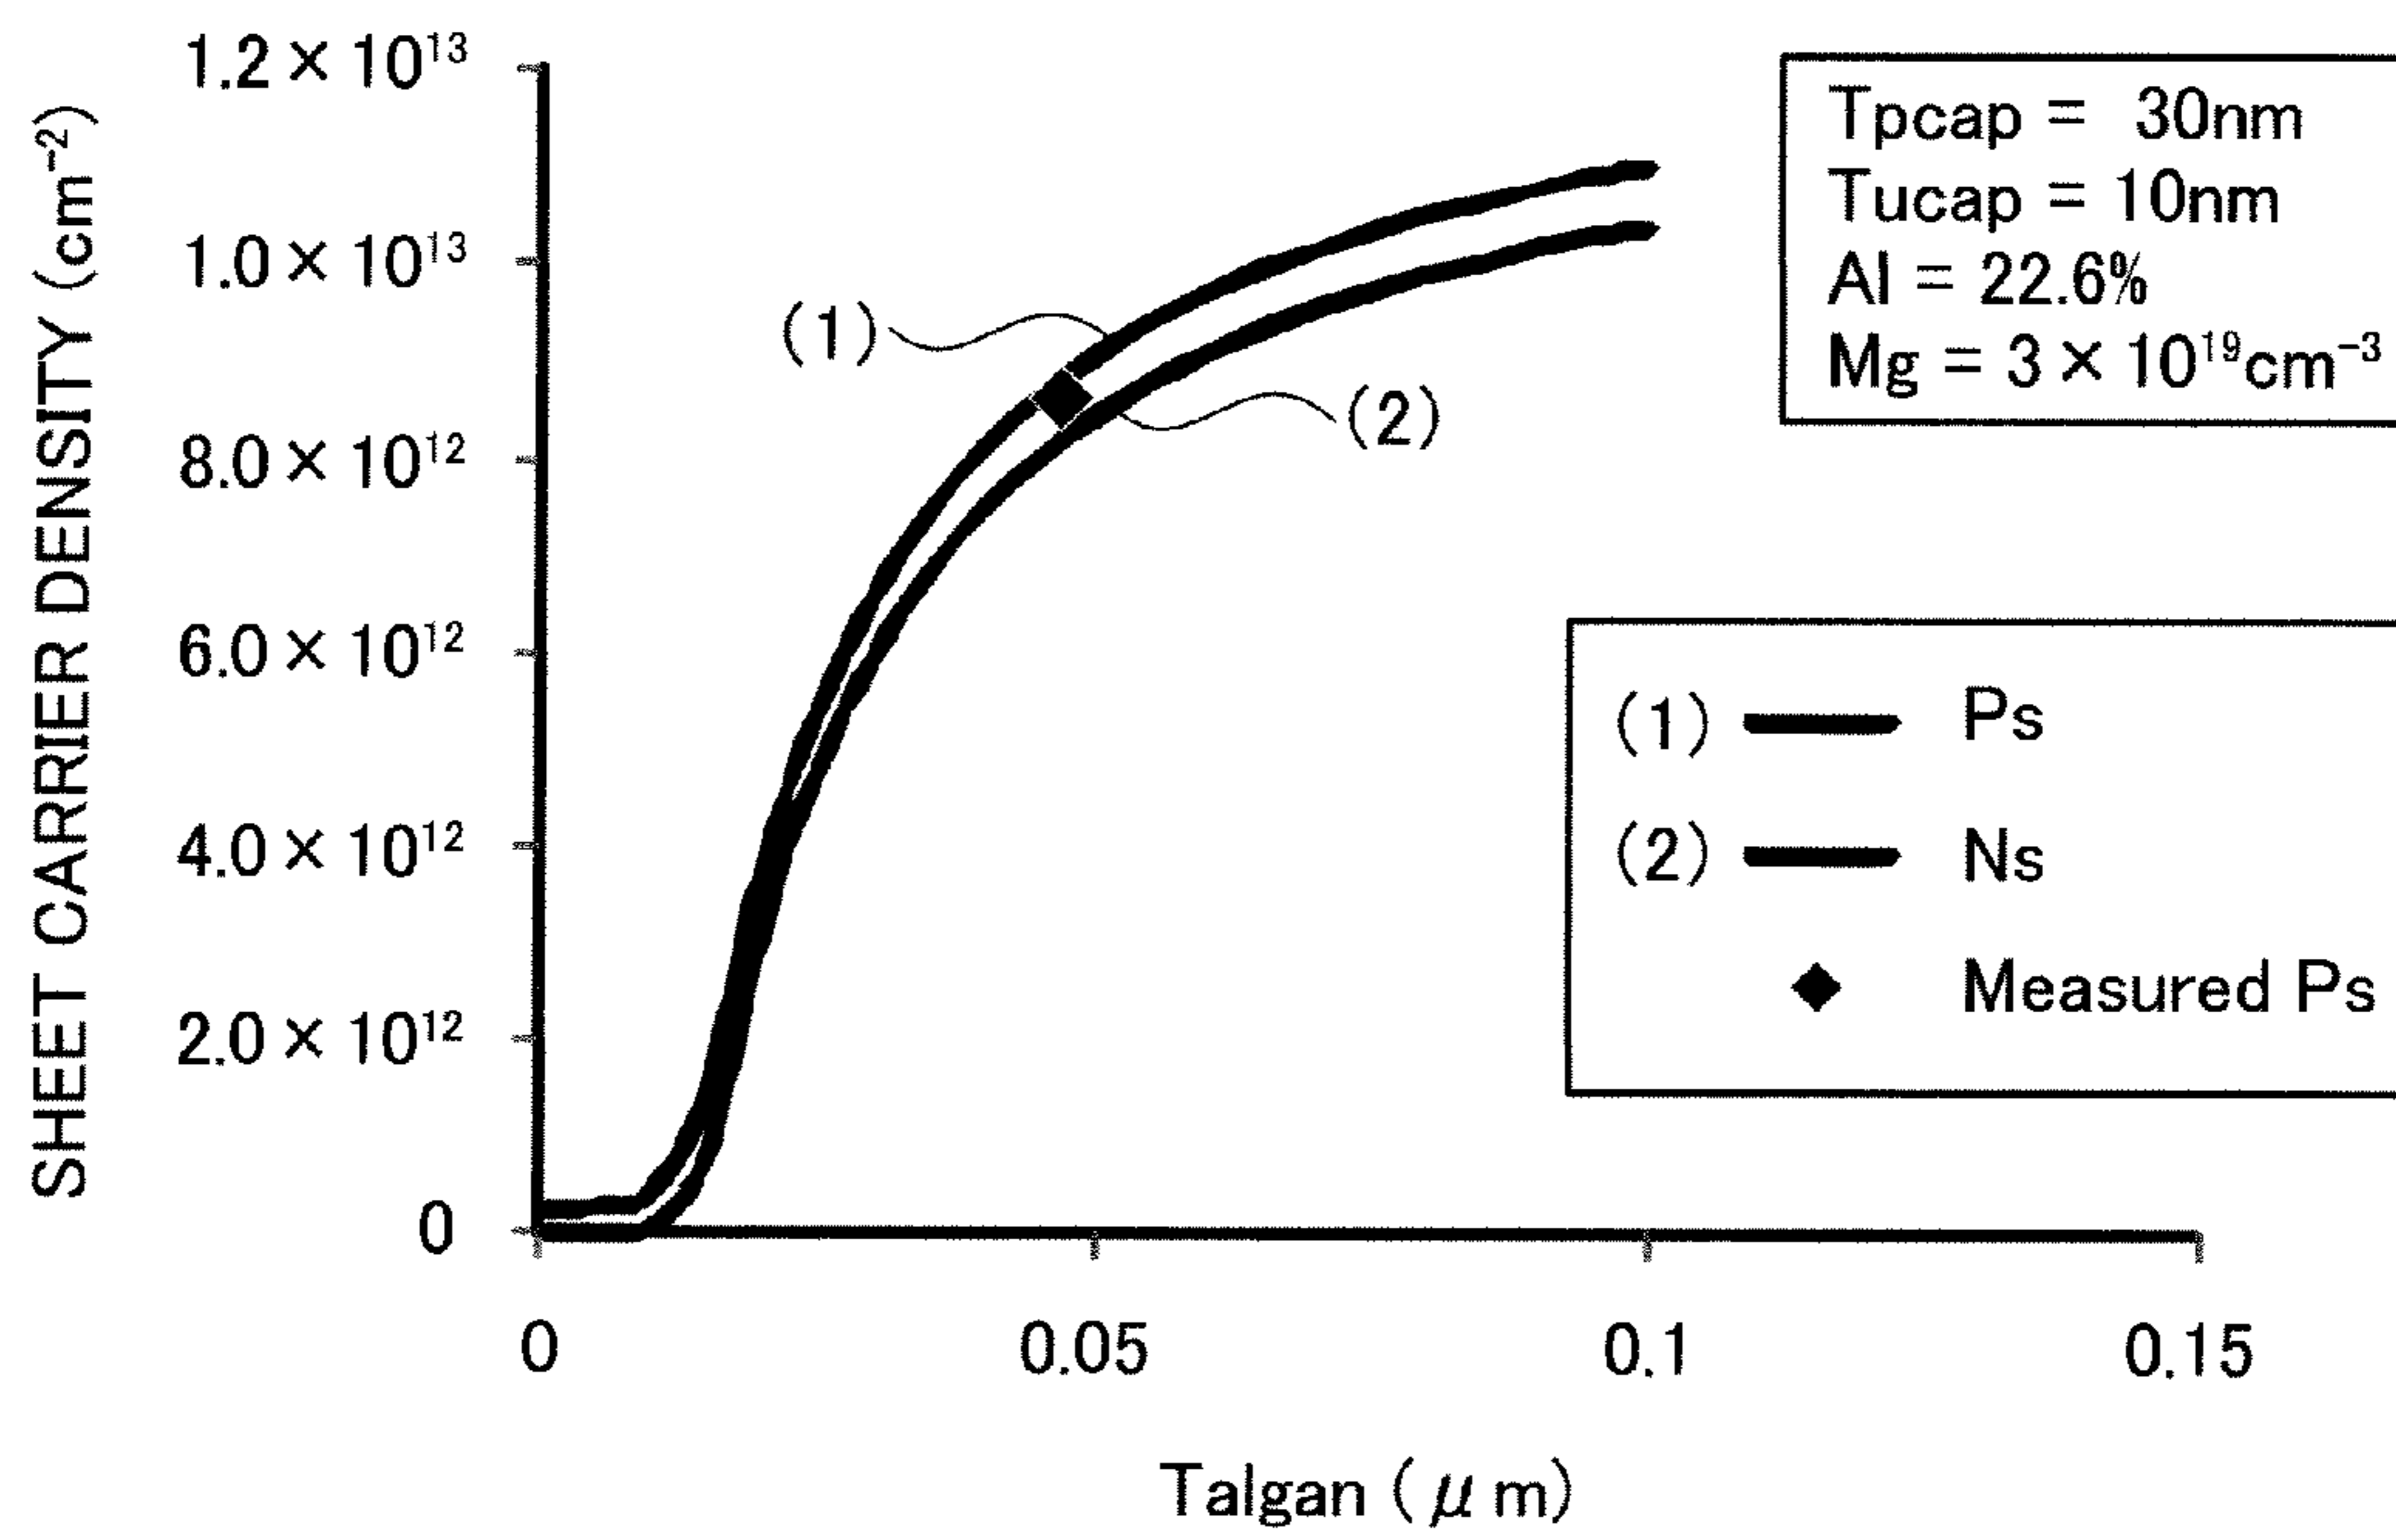 SHEET CARRIER DENSITY (cm⁻²)
1.2 × 10¹³
1.0 × 10¹³
8.0 × 10¹²
6.0 × 10¹²
4.0 × 10¹²
2.0 × 10¹²
0
0
0.05
0.1
0.15
Talgan (μm)
(1)
(2)
Tpcap = 30nm
Tucap = 10nm
Al = 22.6%
Mg = 3 × 10¹⁹cm⁻³
(1) Ps
(2) Ns
Measured Ps